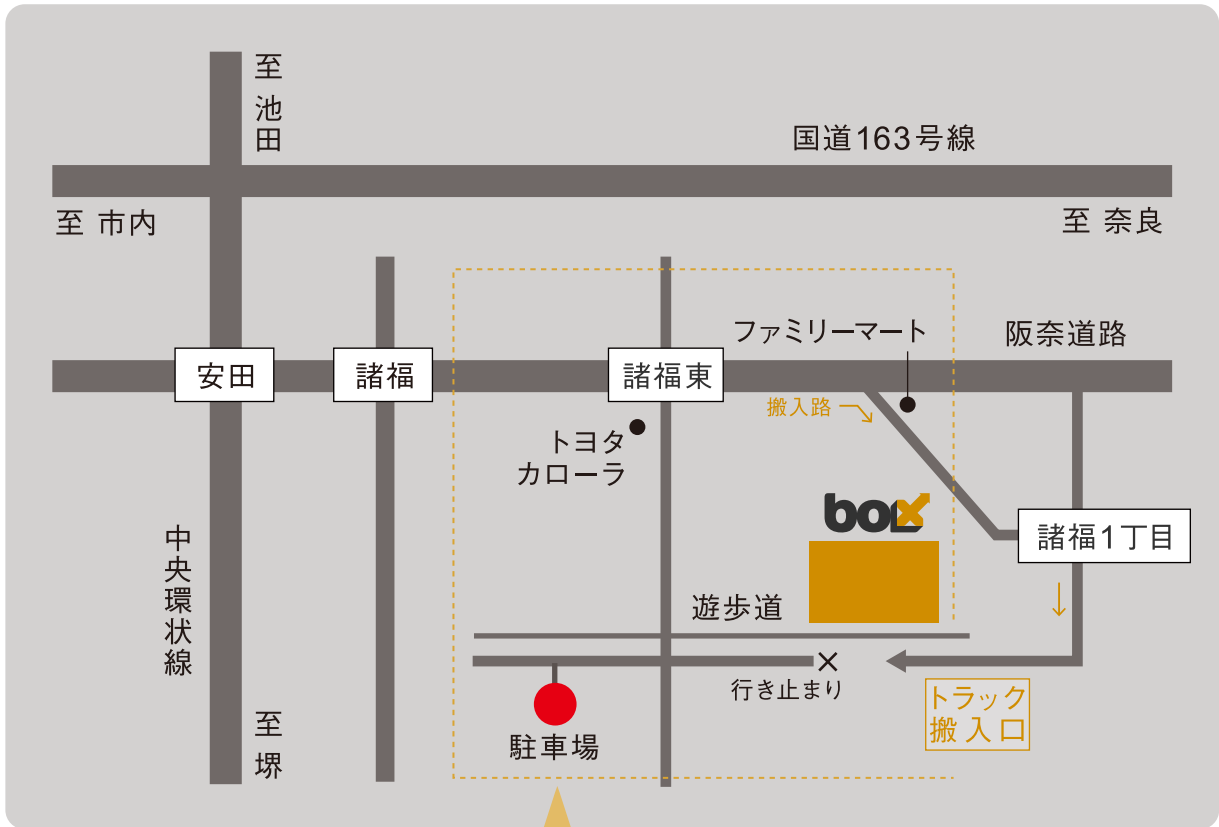 至 池田
国道163号線
至 市内
至 奈良
ファミリーマート
阪奈道路
安田
諸福
諸福東
搬入路
トヨタ
カローラ
box
諸福1丁目
中央環状線
遊歩道
行き止まり
トラック
搬入口
至 堺
駐車場